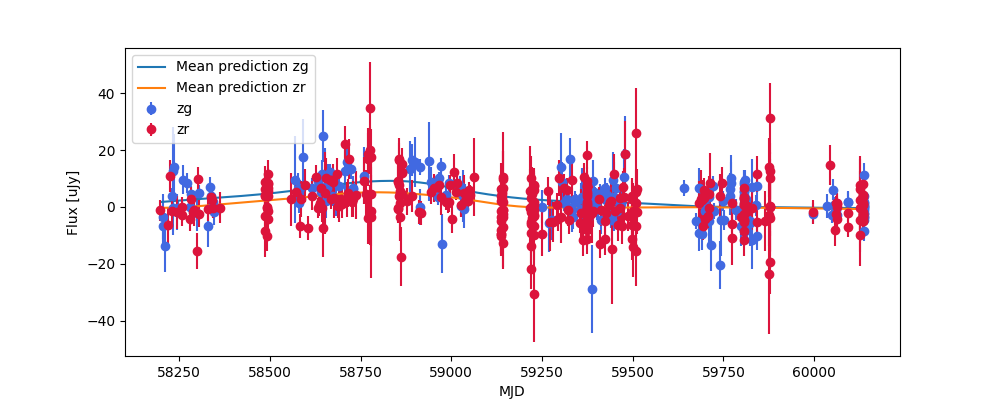 Mean prediction zg
Mean prediction zr
zg
zr
Flux [uJy]
40
20
0
−20
−40
58250
58500
58750
59000
59250
59500
59750
60000
MJD